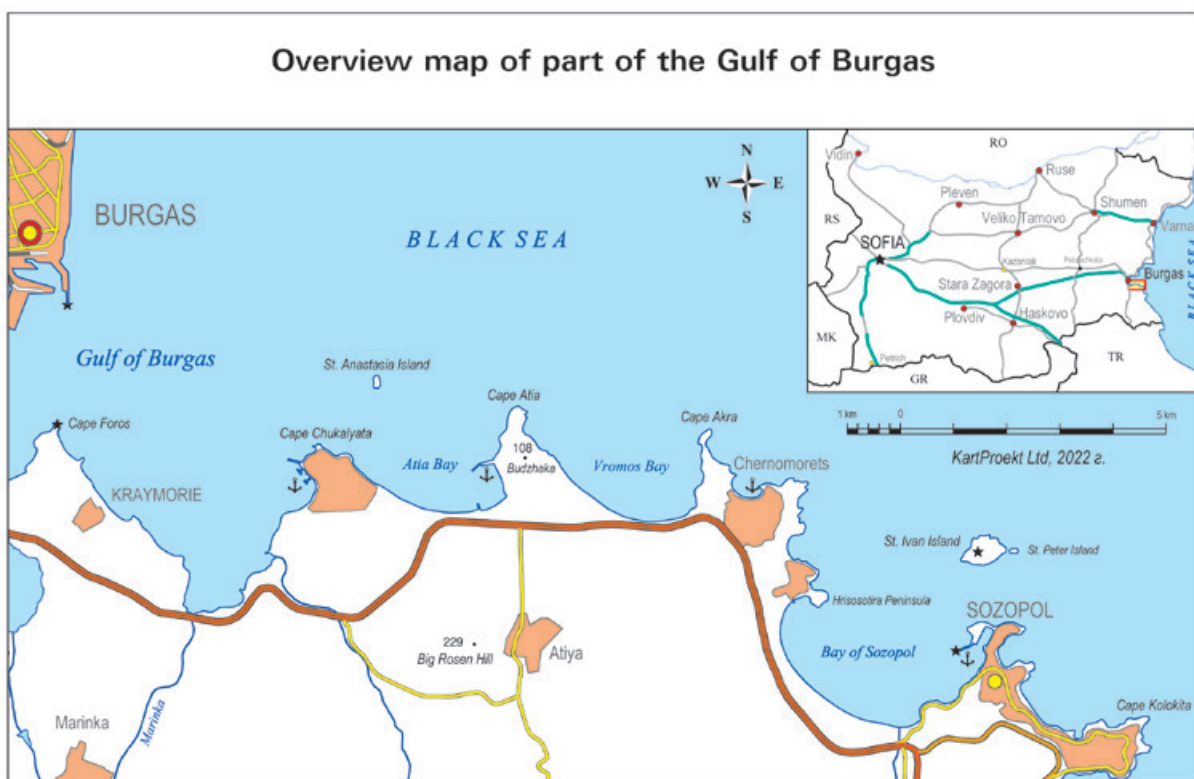 Overview map of part of the Gulf of Burgas
BURGAS
BLACK SEA
N
W E
S
RO
Vidin
Ruse
Pleven
Shumen
Veliko Tarnovo
Varna
RS
SOFIA
Kazanlak
Burgas
Stara Zagora
Plovdiv
Haskovo
BLACK SEA
MK
Petrich
GR
TR
Gulf of Burgas
St. Anastasia Island
Cape Atia
Cape Akra
1 km 0 5 km
KartProekt Ltd, 2022 г.
Cape Foros
Cape Chukalyata
108
Budzhaka
Atia Bay
Vromos Bay
Chernomorets
KRAYMORIE
St. Ivan Island
St. Peter Island
Hrisosotira Peninsula
SOZOPOL
229
Big Rosen Hill
Atiya
Bay of Sozopol
Cape Kolokita
Marinka
Marinka